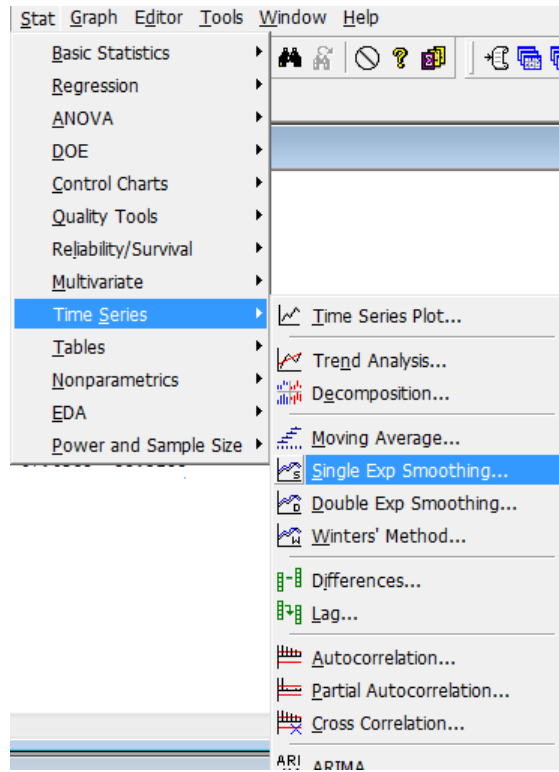 Stat Graph Editor Tools Window Help
Basic Statistics
Regression
ANOVA
DOE
Control Charts
Quality Tools
Reliability/Survival
Multivariate
Time Series
Tables
Nonparametrics
EDA
Power and Sample Size
Time Series Plot...
Trend Analysis...
Decomposition...
Moving Average...
Single Exp Smoothing...
Double Exp Smoothing...
Winters' Method...
Differences...
Lag...
Autocorrelation...
Partial Autocorrelation...
Cross Correlation...
ARIMA